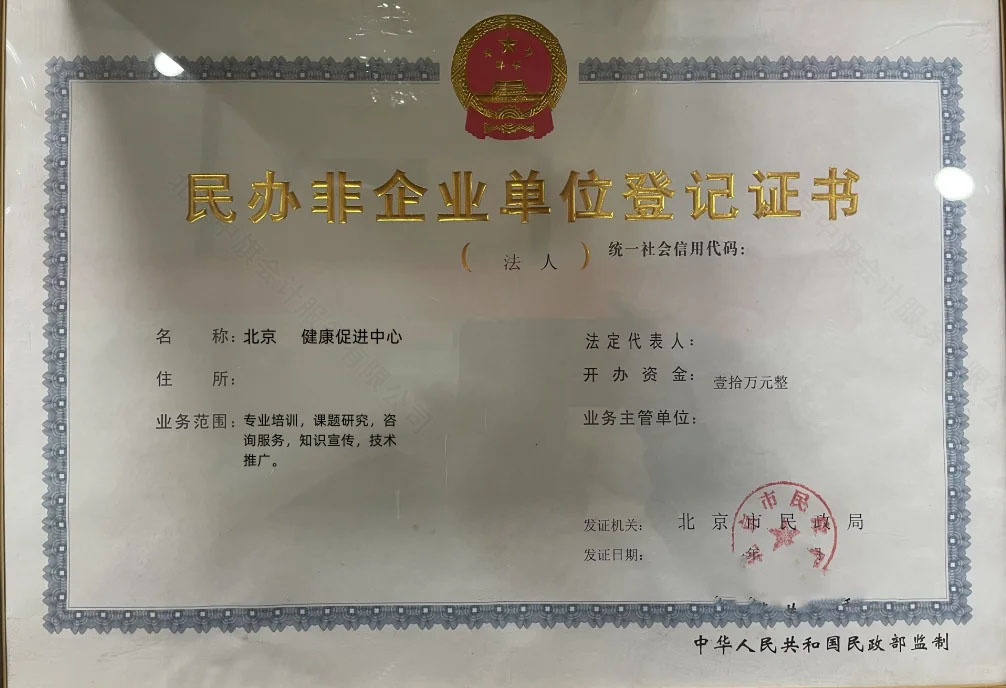 民办非企业单位登记证书
（法人）
统一社会信用代码：
名 称：北京 健康促进中心
住 所：
业务范围：专业培训，课题研究，咨
询服务，知识宣传，技术
推广。
法定代表人：
开办资金：壹拾万元整
业务主管单位：
发证机关：北京市民政局
发证日期：
中华人民共和国民政部监制